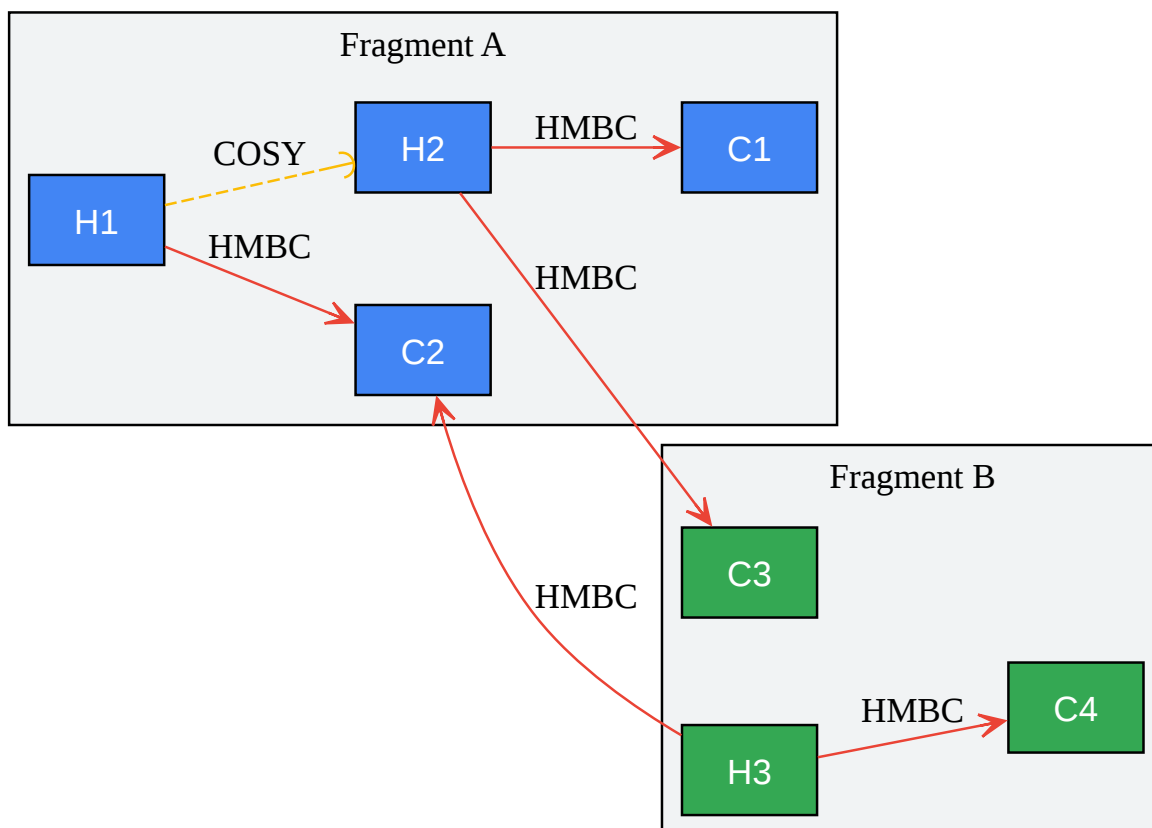 Fragment A
H1
COSY
HMBC
H2
C2
HMBC
C1
HMBC
Fragment B
C3
HMBC
H3
HMBC
C4